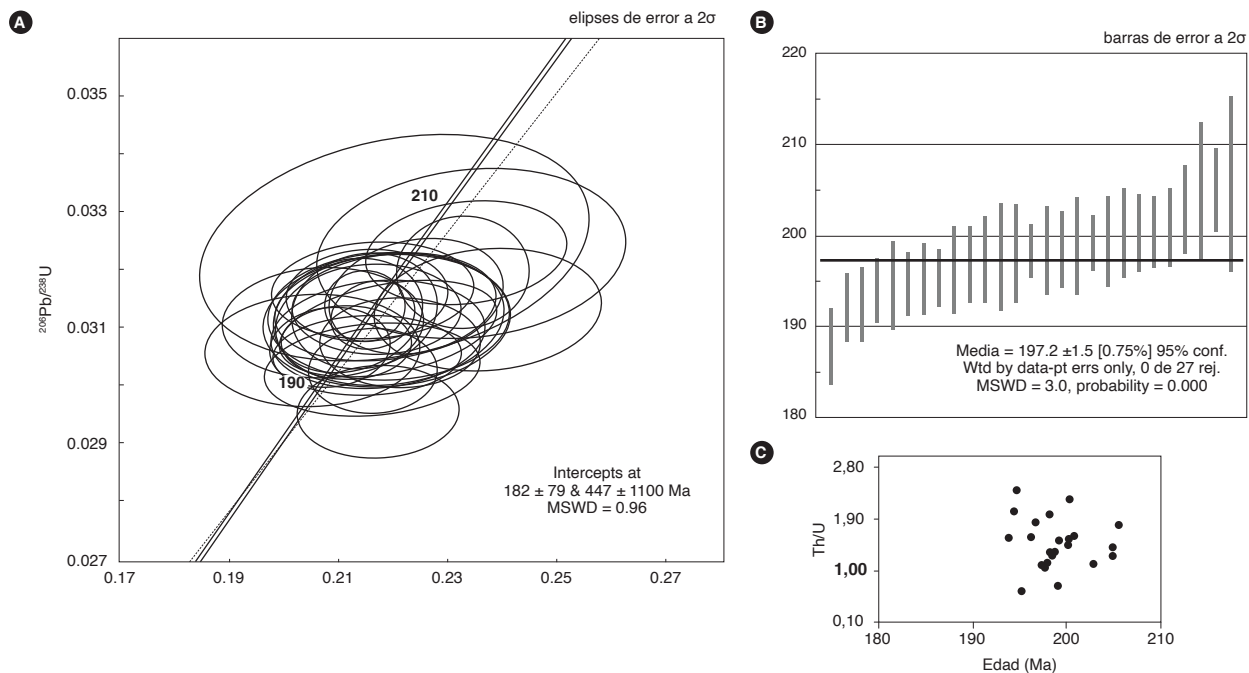 A
elipses de error a 2σ
²⁰⁶Pb/²³⁸U
0.035
0.033
0.031
0.029
0.027
0.17
0.19
0.21
0.23
0.25
0.27
210
190
Intercepts at
182 ± 79 & 447 ± 1100 Ma
MSWD = 0.96
B
barras de error a 2σ
220
210
200
190
180
Media = 197.2 ±1.5 [0.75%] 95% conf.
Wtd by data-pt errs only, 0 de 27 rej.
MSWD = 3.0, probability = 0.000
C
Th/U
2,80
1,90
1,00
0,10
180
190
200
210
Edad (Ma)